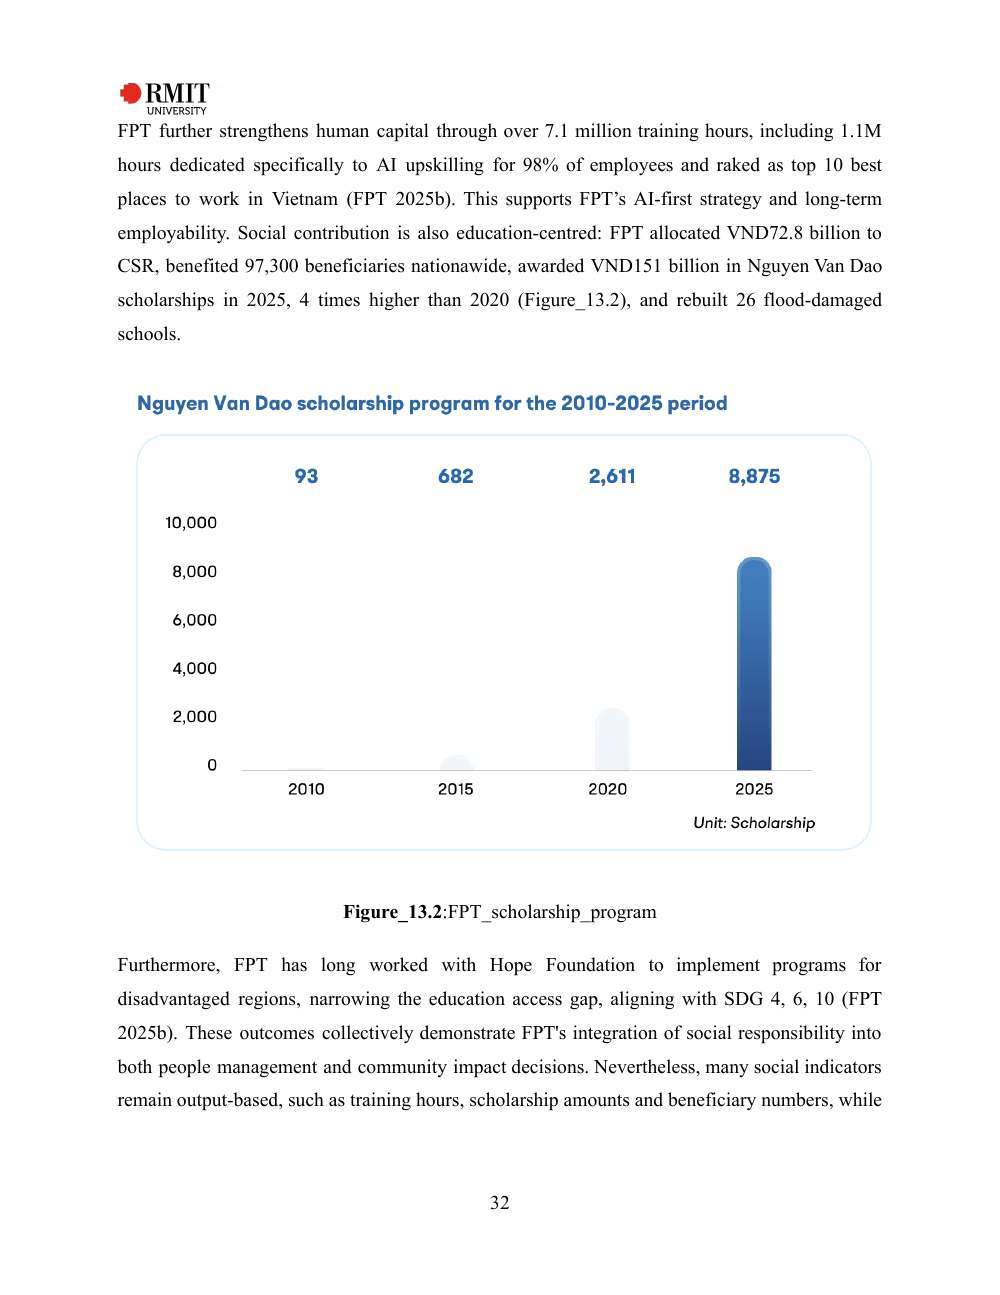 RMIT
UNIVERSITY
FPT further strengthens human capital through over 7.1 million training hours, including 1.1M
hours dedicated specifically to AI upskilling for 98% of employees and raked as top 10 best
places to work in Vietnam (FPT 2025b). This supports FPT’s AI-first strategy and long-term
employability. Social contribution is also education-centred: FPT allocated VND72.8 billion to
CSR, benefited 97,300 beneficiaries nationawide, awarded VND151 billion in Nguyen Van Dao
scholarships in 2025, 4 times higher than 2020 (Figure_13.2), and rebuilt 26 flood-damaged
schools.
Nguyen Van Dao scholarship program for the 2010-2025 period
93 682 2,611 8,875
10,000
8,000
6,000
4,000
2,000
0
2010 2015 2020 2025
Unit: Scholarship
Figure_13.2:FPT_scholarship_program
Furthermore, FPT has long worked with Hope Foundation to implement programs for
disadvantaged regions, narrowing the education access gap, aligning with SDG 4, 6, 10 (FPT
2025b). These outcomes collectively demonstrate FPT's integration of social responsibility into
both people management and community impact decisions. Nevertheless, many social indicators
remain output-based, such as training hours, scholarship amounts and beneficiary numbers, while
32